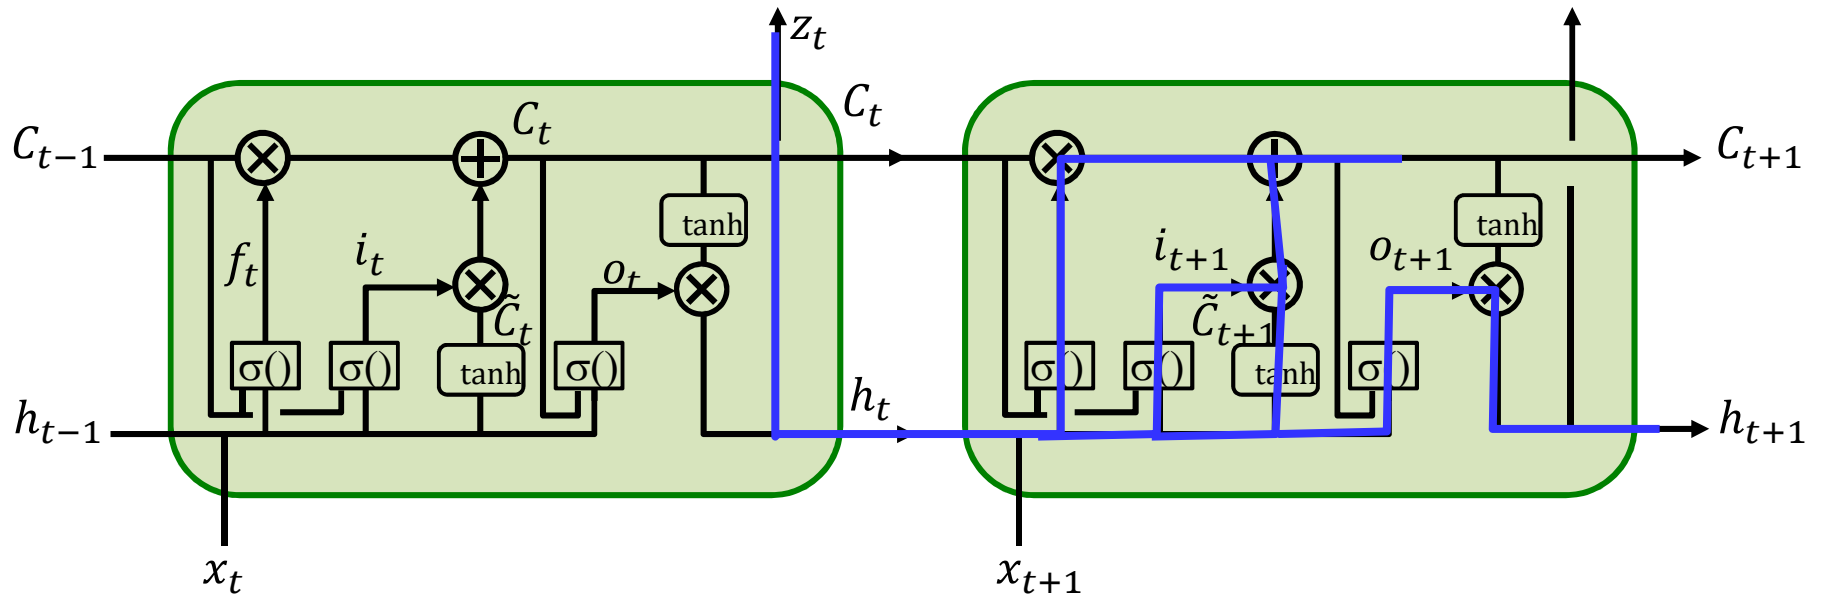 z_t
C_{t-1}
C_t
C_t
C_{t+1}
tanh
tanh
f_t
i_t
o_t
i_{t+1}
o_{t+1}
C̃_t
C̃_{t+1}
σ()
σ()
tanh
σ()
σ()
σ()
tanh
σ()
h_{t-1}
h_t
h_{t+1}
x_t
x_{t+1}